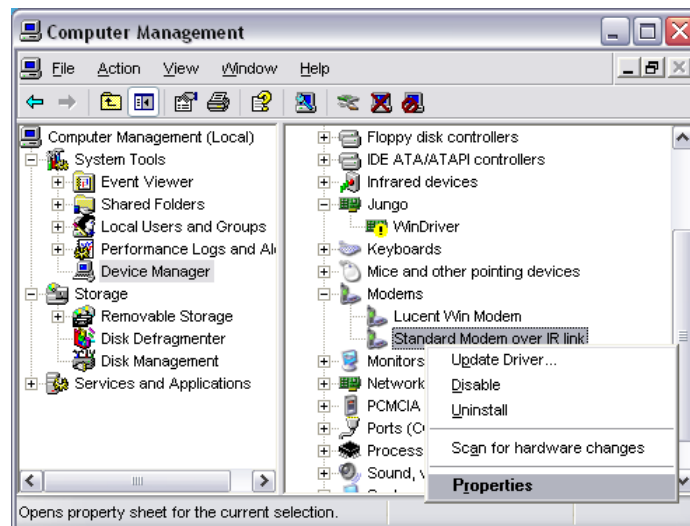 Computer Management
File Action View Window Help
Computer Management (Local)
System Tools
Event Viewer
Shared Folders
Local Users and Groups
Performance Logs and Al
Device Manager
Storage
Removable Storage
Disk Defragmenter
Disk Management
Services and Applications
Floppy disk controllers
IDE ATA/ATAPI controllers
Infrared devices
Jungo
WinDriver
Keyboards
Mice and other pointing devices
Modems
Lucent Win Modem
Standard Modem over IR link
Monitors
Network
PCMCIA
Ports (C
Process
Sound, v
Update Driver...
Disable
Uninstall
Scan for hardware changes
Properties
Opens property sheet for the current selection.